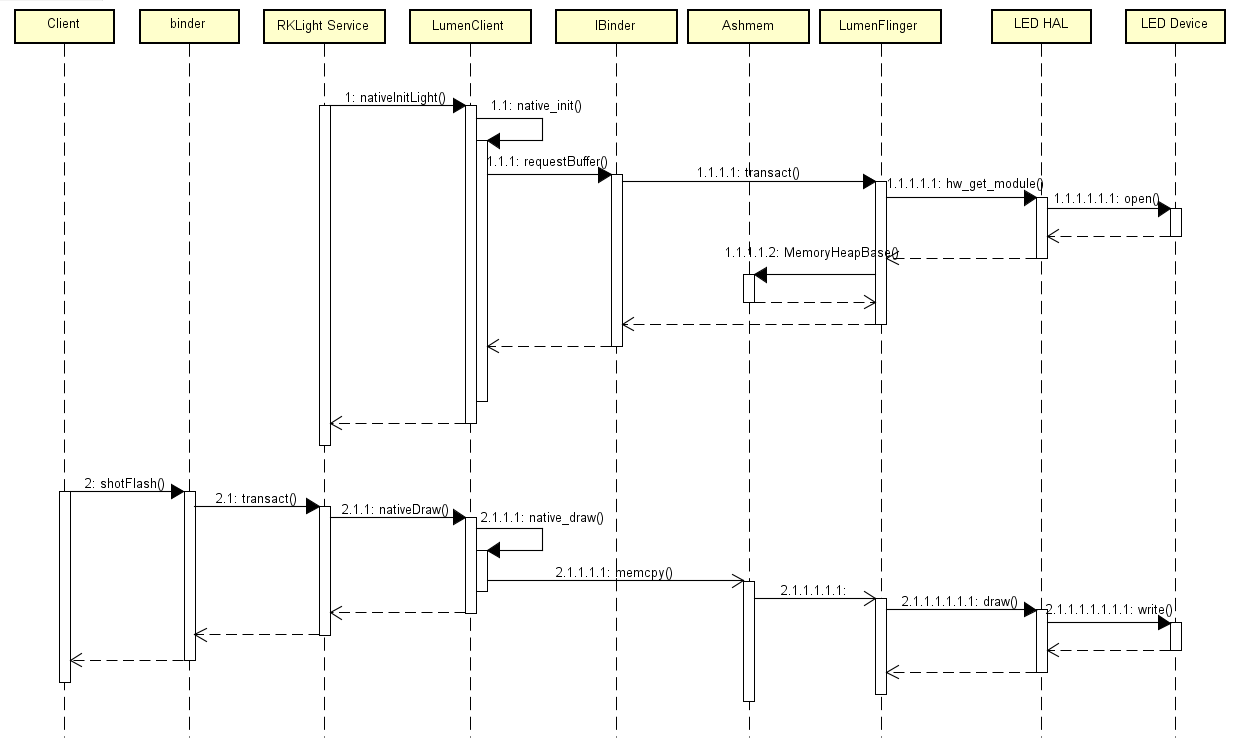 Client
binder
RKLight Service
LumenClient
IBinder
Ashmem
LumenFlinger
LED HAL
LED Device
1: nativeInitLight()
1.1: native_init()
1.1.1: requestBuffer()
1.1.1.1: transact()
1.1.1.1.1: hw_get_module()
1.1.1.1.1.1: open()
1.1.1.1.2: MemoryHeapBase()
2: shotFlash()
2.1: transact()
2.1.1: nativeDraw()
2.1.1.1: native_draw()
2.1.1.1.1: memcpy()
2.1.1.1.1.1:
2.1.1.1.1.1.1: draw()
2.1.1.1.1.1.1.1: write()